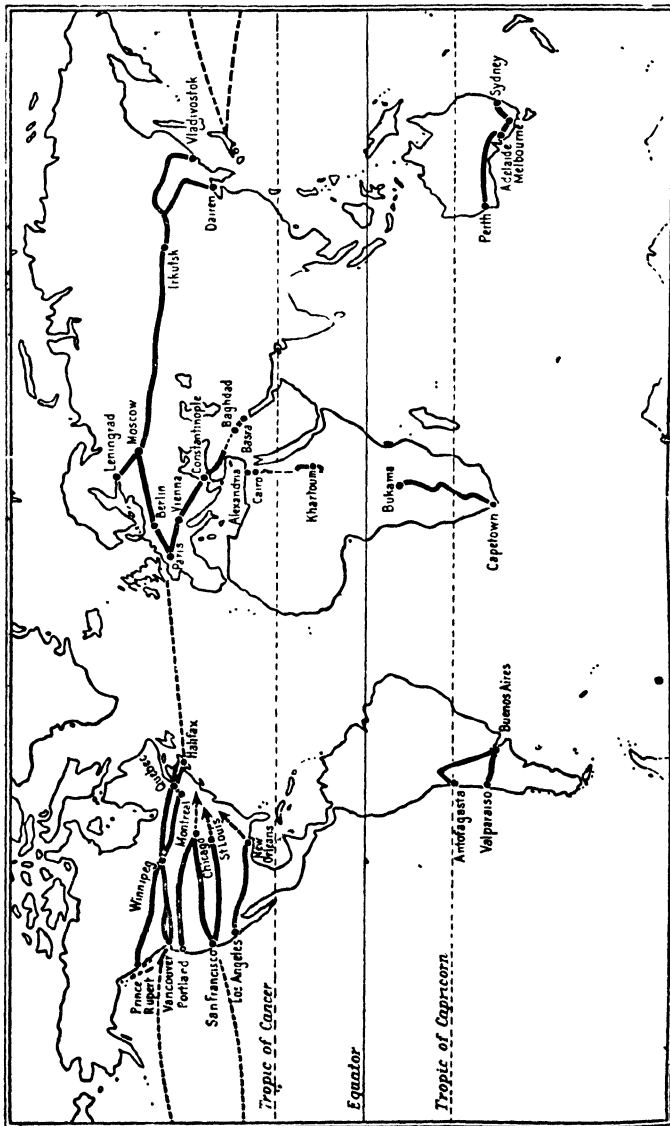 Prince
Rupert
Vancouver
Portland
San Francisco
Los Angeles
Winnipeg
Chicago
St Louis
New
Orleans
Montreal
Quebec
Halifax
Antofagasta
Valparaiso
Buenos Aires
Leningrad
Moscow
Berlin
Paris
Vienna
Constantinople
Baghdad
Basra
Alexandria
Cairo
Khartoum
Bukama
Capetown
Irkutsk
Vladivostok
Dairen
Perth
Adelaide
Melbourne
Sydney
Tropic of Cancer
Equator
Tropic of Capricorn